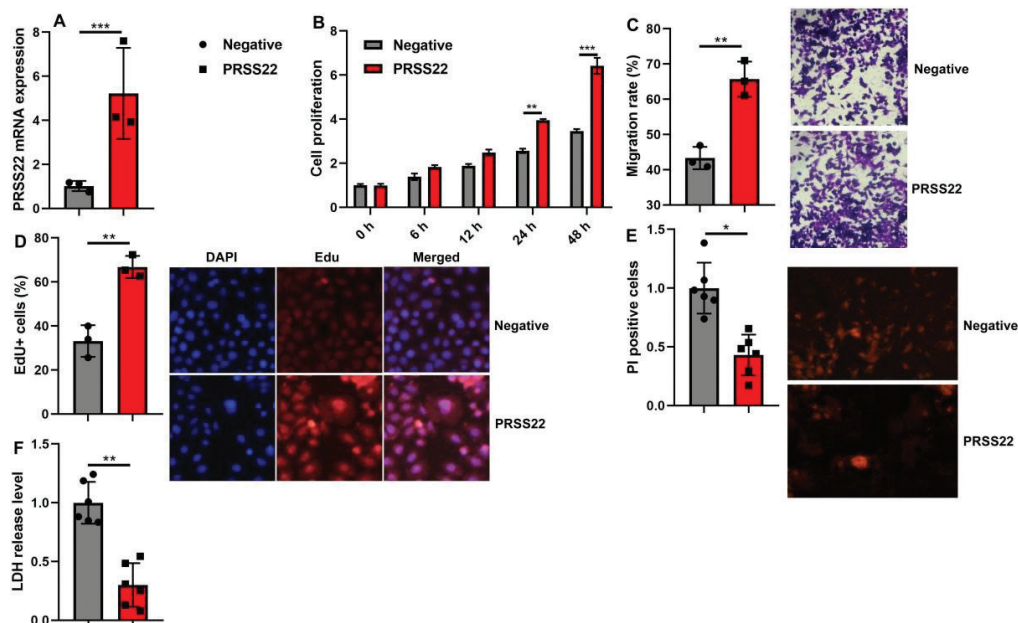 A
PRSS22 mRNA expression
8
6
4
2
0
***
Negative
PRSS22
B
Cell proliferation
8
6
4
2
0
Negative
PRSS22
**
***
0 h
6 h
12 h
24 h
48 h
C
Migration rate (%)
80
70
60
50
40
30
**
Negative
PRSS22
D
EdU+ cells (%)
80
60
40
20
0
**
DAPI
Edu
Merged
Negative
PRSS22
E
PI positive celss
1.5
1.0
0.5
0.0
*
Negative
PRSS22
F
LDH release level
1.5
1.0
0.5
0.0
**